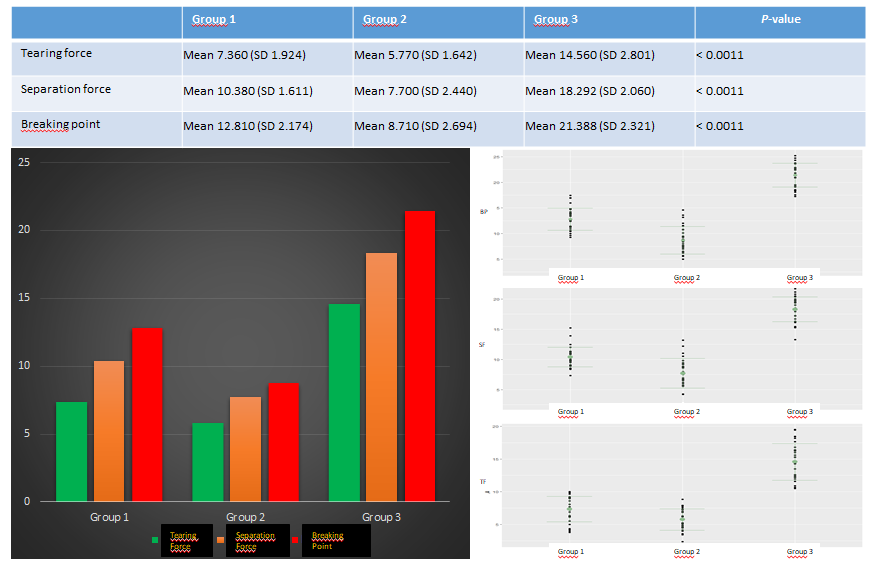 Group 1 Group 2 Group 3 P-value
Tearing force Mean 7.360 (SD 1.924) Mean 5.770 (SD 1.642) Mean 14.560 (SD 2.801) < 0.0011
Separation force Mean 10.380 (SD 1.611) Mean 7.700 (SD 2.440) Mean 18.292 (SD 2.060) < 0.0011
Breaking point Mean 12.810 (SD 2.174) Mean 8.710 (SD 2.694) Mean 21.388 (SD 2.321) < 0.0011
25
20
15
10
5
0
Group 1 Group 2 Group 3
Tearing Force
Separation Force
Breaking Point
BP
Group 1 Group 2 Group 3
SF
Group 1 Group 2 Group 3
TF
Group 1 Group 2 Group 3